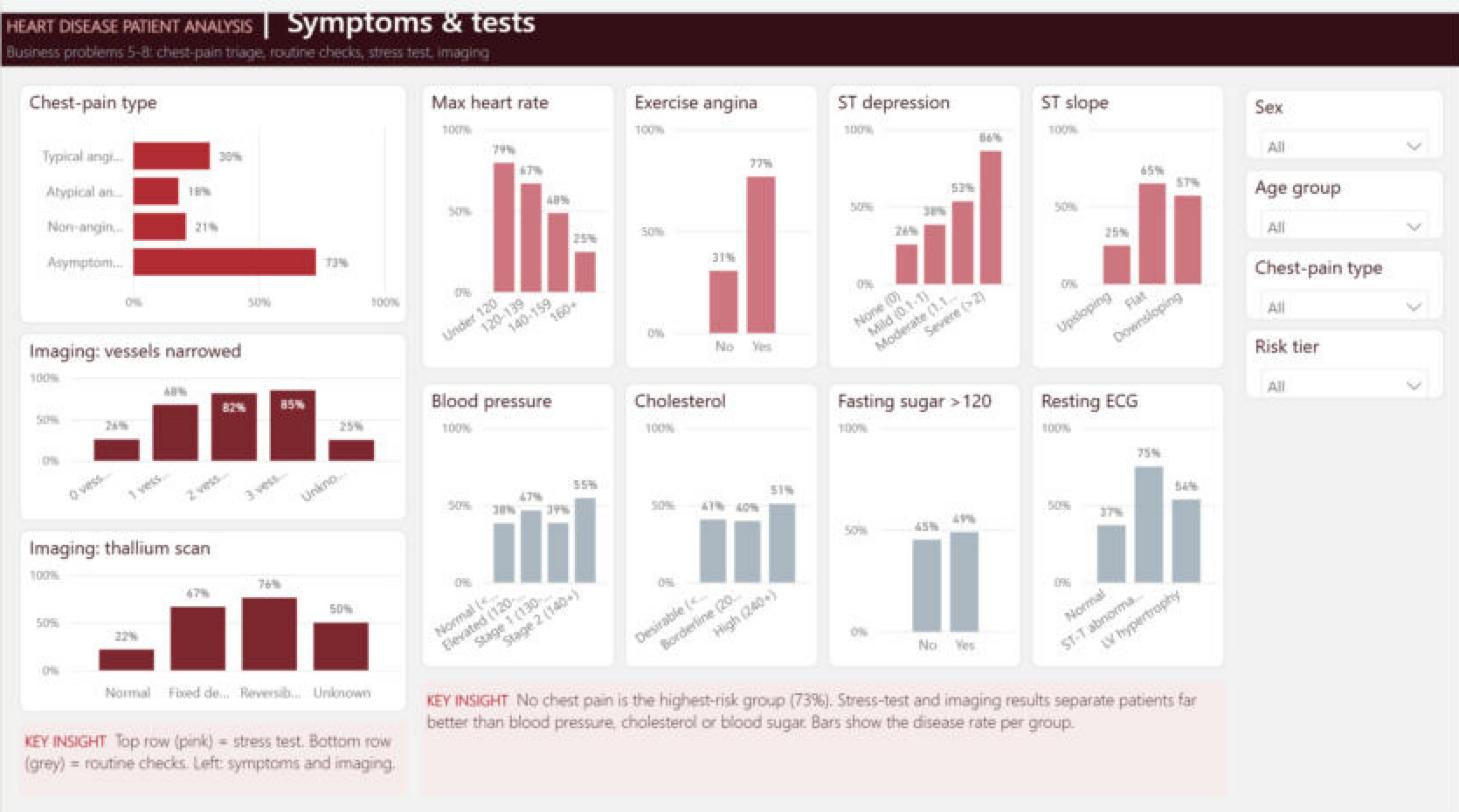 HEART DISEASE PATIENT ANALYSIS | Symptoms & tests
Business problems 5-8: chest-pain triage, routine checks, stress test, imaging
Chest-pain type
Typical angi... 30%
Atypical an... 18%
Non-angin... 21%
Asymptom... 73%
0% 50% 100%
Imaging: vessels narrowed
100%
50%
0%
26% 68% 82% 85% 25%
0 vess... 1 vess... 2 vess... 3 vess... Unkno...
Imaging: thallium scan
100%
50%
0%
22% 67% 76% 50%
Normal Fixed de... Reversib... Unknown
KEY INSIGHT Top row (pink) = stress test. Bottom row
(grey) = routine checks. Left: symptoms and imaging.
Max heart rate
100%
50%
0%
79% 67% 48% 25%
Under 120 120-139 140-159 160+
Exercise angina
100%
50%
0%
31% 77%
No Yes
ST depression
100%
50%
0%
26% 38% 53% 86%
None (0) Mild (0.1-1) Moderate (1.1... Severe (>2)
ST slope
100%
50%
0%
25% 65% 57%
Upsloping Flat Downsloping
Blood pressure
100%
50%
0%
38% 47% 39% 55%
Normal (<... Elevated (120-... Stage 1 (130-... Stage 2 (140+)
Cholesterol
100%
50%
0%
41% 40% 51%
Desirable (<... Borderline (20... High (240+)
Fasting sugar >120
100%
50%
0%
45% 49%
No Yes
Resting ECG
100%
50%
0%
37% 75% 54%
Normal ST-T abnorma... LV hypertrophy
KEY INSIGHT No chest pain is the highest-risk group (73%). Stress-test and imaging results separate patients far
better than blood pressure, cholesterol or blood sugar. Bars show the disease rate per group.
Sex
All
Age group
All
Chest-pain type
All
Risk tier
All